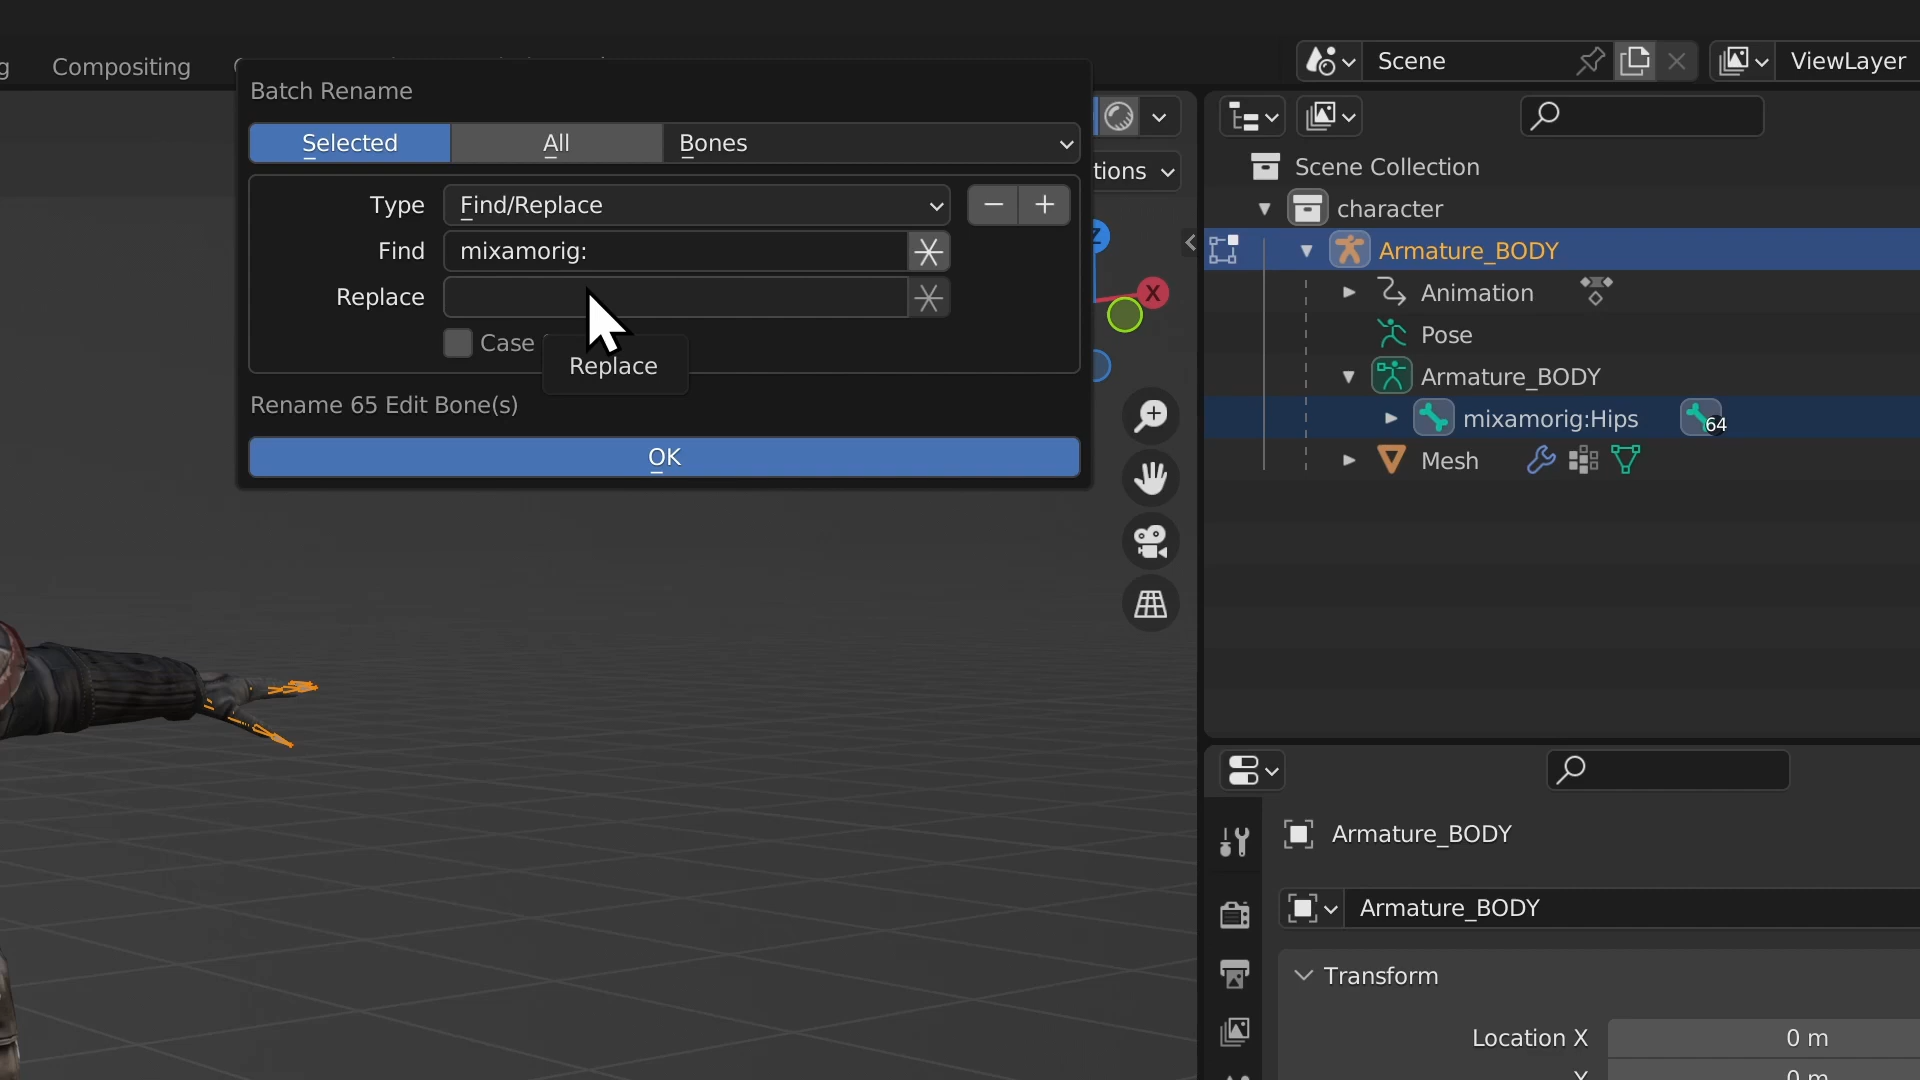 g
Compositing
Scene
ViewLayer
Batch Rename
Selected
All
Bones
Type
Find/Replace
Find
mixamorig:
Replace
Case
Replace
Rename 65 Edit Bone(s)
OK
tions
Z
X
Scene Collection
character
Armature_BODY
Animation
Pose
Armature_BODY
mixamorig:Hips
64
Mesh
Armature_BODY
Armature_BODY
Transform
Location X
0 m
Y
0 m